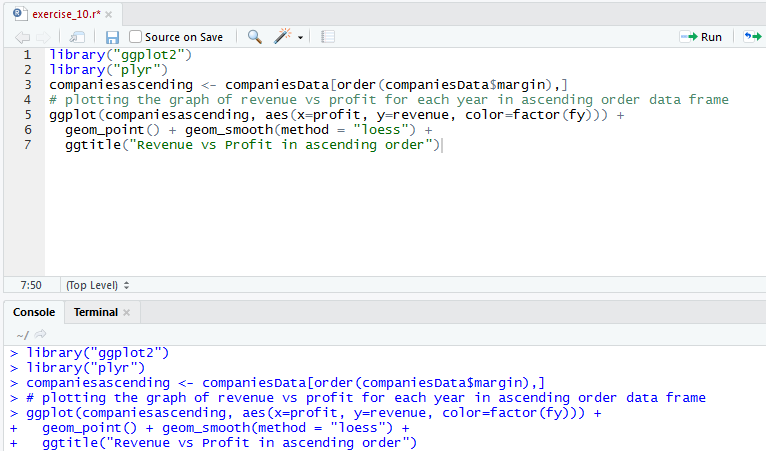 exercise_10.r*
Source on Save
Run
1 library("ggplot2")
2 library("plyr")
3 companiesascending <- companiesData[order(companiesData$margin),]
4 # plotting the graph of revenue vs profit for each year in ascending order data frame
5 ggplot(companiesascending, aes(x=profit, y=revenue, color=factor(fy))) +
6   geom_point() + geom_smooth(method = "loess") +
7   ggtitle("Revenue vs Profit in ascending order")
7:50 (Top Level)
Console Terminal
~/
> library("ggplot2")
> library("plyr")
> companiesascending <- companiesData[order(companiesData$margin),]
> # plotting the graph of revenue vs profit for each year in ascending order data frame
> ggplot(companiesascending, aes(x=profit, y=revenue, color=factor(fy))) +
+   geom_point() + geom_smooth(method = "loess") +
+   ggtitle("Revenue vs Profit in ascending order")